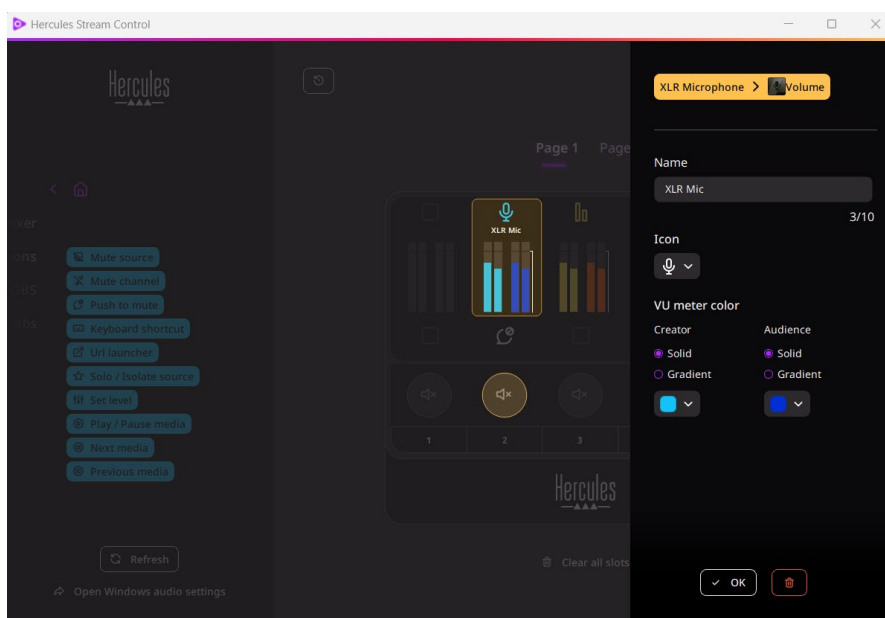 Hercules Stream Control
Hercules
Page 1 Page
XLR Mic
Mute source
Mute channel
Push to mute
Keyboard shortcut
Url launcher
Solo / Isolate source
Set level
Play / Pause media
Next media
Previous media
Refresh
Open Windows audio settings
1 2 3
Hercules
Clear all slots
XLR Microphone > Volume
Name
XLR Mic
3/10
Icon
VU meter color
Creator Audience
Solid Solid
Gradient Gradient
OK